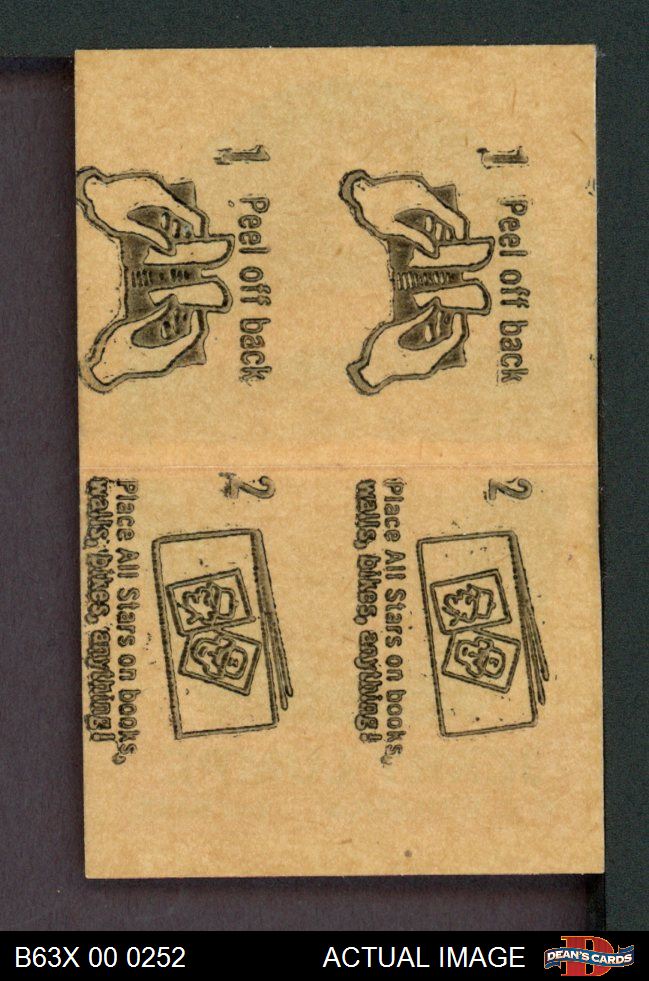 1 Peel off back
1 Peel off back
2
Place All Stars on books,
walls, bikes, anything!
2
Place All Stars on books,
walls, bikes, anything!
B63X 00 0252
ACTUAL IMAGE
D
DEAN'S CARDS